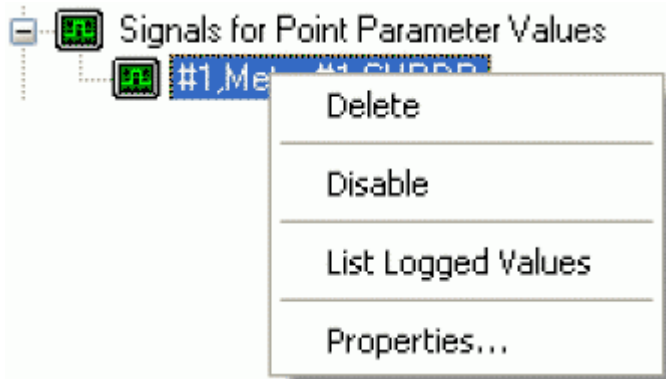 Signals for Point Parameter Values
#1,Me
Delete
Disable
List Logged Values
Properties...